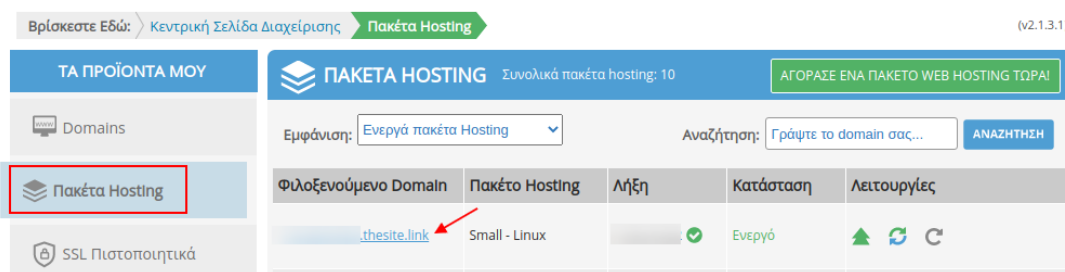 Βρίσκεστε Εδώ: Κεντρική Σελίδα Διαχείρισης Πακέτα Hosting (v2.1.3.1
ΤΑ ΠΡΟΪΟΝΤΑ ΜΟΥ
ΠΑΚΕΤΑ HOSTING Συνολικά πακέτα hosting: 10 ΑΓΟΡΑΣΕ ΕΝΑ ΠΑΚΕΤΟ WEB HOSTING ΤΩΡΑ!
www Domains
Εμφάνιση: Ενεργά πακέτα Hosting Αναζήτηση: Γράψτε το domain σας... ΑΝΑΖΗΤΗΣΗ
Πακέτα Hosting
Φιλοξενούμενο Domain Πακέτο Hosting Λήξη Κατάσταση Λειτουργίες
.thesite.link Small - Linux Ενεργό
SSL Πιστοποιητικά